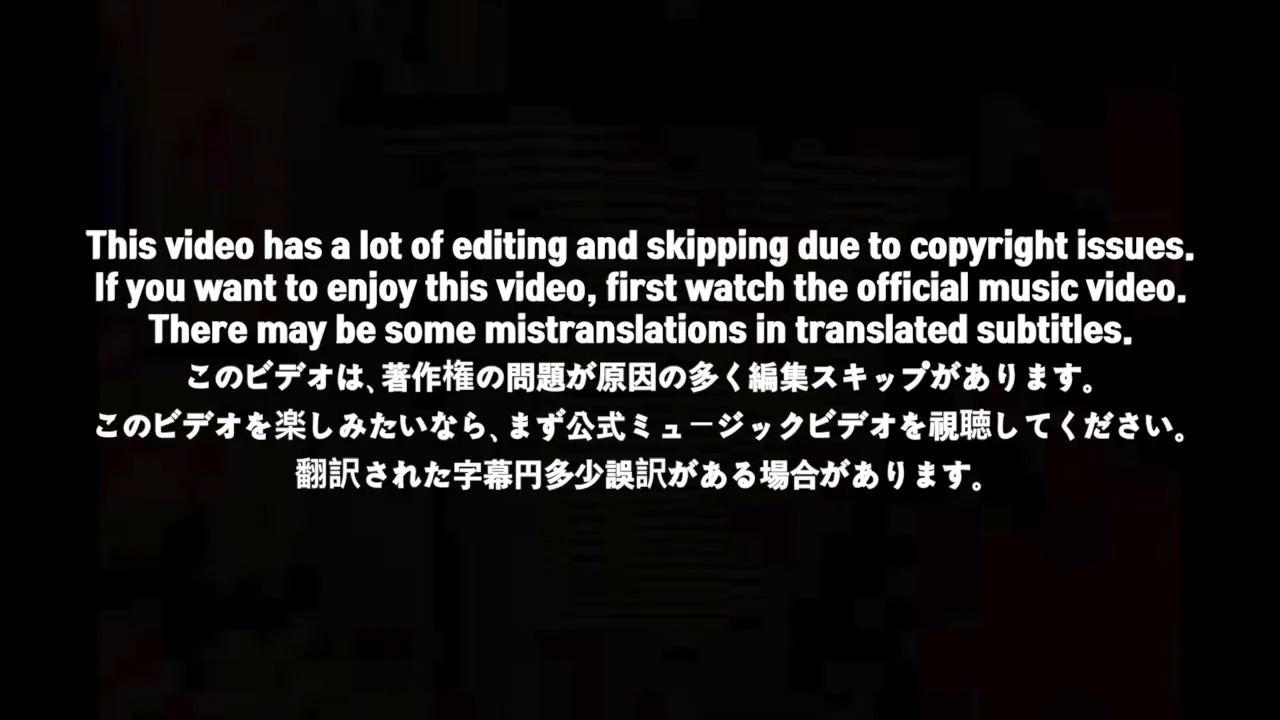 This video has a lot of editing and skipping due to copyright issues.
If you want to enjoy this video, first watch the official music video.
There may be some mistranslations in translated subtitles.
このビデオは、著作権の問題が原因の多く編集スキップがあります。
このビデオを楽しみたいなら、まず公式ミュージックビデオを視聴してください。
翻訳された字幕円多少誤訳がある場合があります。